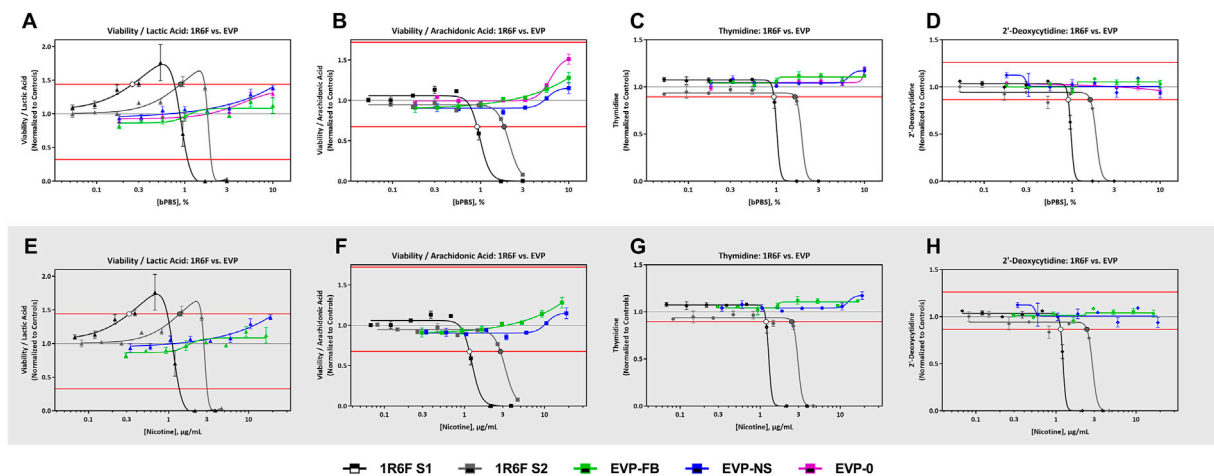 A
Viability / Lactic Acid: 1R6F vs. EVP
Viability / Lactic Acid
(Normalized to Controls)
2.0
1.5
1.0
0.5
0.0
0.1
0.3
1
3
10
[bPBS], %
B
Viability / Arachidonic Acid: 1R6F vs. EVP
Viability / Arachidonic Acid
(Normalized to Controls)
1.5
1.0
0.5
0.0
0.1
0.3
1
3
10
[bPBS], %
C
Thymidine: 1R6F vs. EVP
Thymidine
(Normalized to Controls)
1.5
1.0
0.5
0.0
0.1
0.3
1
3
10
[bPBS], %
D
2'-Deoxycytidine: 1R6F vs. EVP
2'-Deoxycytidine
(Normalized to Controls)
1.5
1.0
0.5
0.0
0.1
0.3
1
3
10
[bPBS], %
E
Viability / Lactic Acid: 1R6F vs. EVP
Viability / Lactic Acid
(Normalized to Controls)
2.0
1.5
1.0
0.5
0.0
0.1
0.3
1
3
10
[Nicotine], µg/mL
F
Viability / Arachidonic Acid: 1R6F vs. EVP
Viability / Arachidonic Acid
(Normalized to Controls)
1.5
1.0
0.5
0.0
0.1
0.3
1
3
10
[Nicotine], µg/mL
G
Thymidine: 1R6F vs. EVP
Thymidine
(Normalized to Controls)
1.5
1.0
0.5
0.0
0.1
0.3
1
3
10
[Nicotine], µg/mL
H
2'-Deoxycytidine: 1R6F vs. EVP
2'-Deoxycytidine
(Normalized to Controls)
1.5
1.0
0.5
0.0
0.1
0.3
1
3
10
[Nicotine], µg/mL
1R6F S1
1R6F S2
EVP-FB
EVP-NS
EVP-0